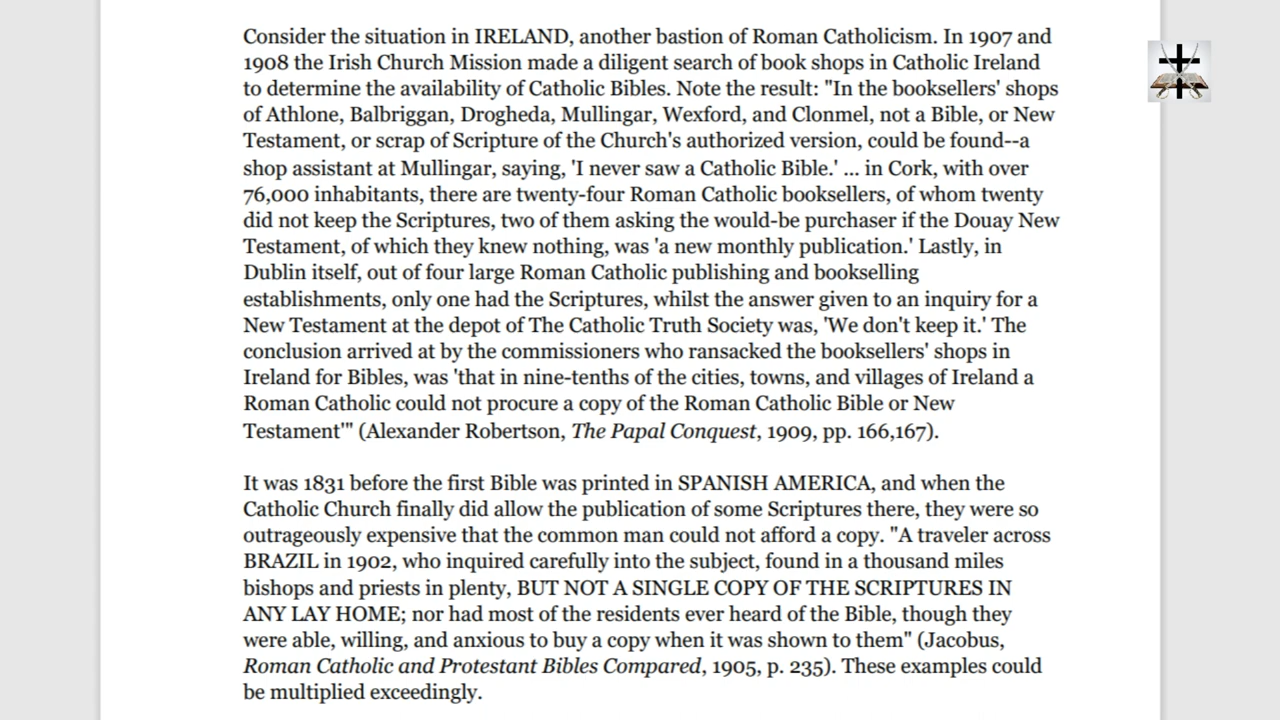 Consider the situation in IRELAND, another bastion of Roman Catholicism. In 1907 and
1908 the Irish Church Mission made a diligent search of book shops in Catholic Ireland
to determine the availability of Catholic Bibles. Note the result: "In the booksellers' shops
of Athlone, Balbriggan, Drogheda, Mullingar, Wexford, and Clonmel, not a Bible, or New
Testament, or scrap of Scripture of the Church's authorized version, could be found--a
shop assistant at Mullingar, saying, 'I never saw a Catholic Bible.' ... in Cork, with over
76,000 inhabitants, there are twenty-four Roman Catholic booksellers, of whom twenty
did not keep the Scriptures, two of them asking the would-be purchaser if the Douay New
Testament, of which they knew nothing, was 'a new monthly publication.' Lastly, in
Dublin itself, out of four large Roman Catholic publishing and bookselling
establishments, only one had the Scriptures, whilst the answer given to an inquiry for a
New Testament at the depot of The Catholic Truth Society was, 'We don't keep it.' The
conclusion arrived at by the commissioners who ransacked the booksellers' shops in
Ireland for Bibles, was 'that in nine-tenths of the cities, towns, and villages of Ireland a
Roman Catholic could not procure a copy of the Roman Catholic Bible or New
Testament'" (Alexander Robertson, The Papal Conquest, 1909, pp. 166,167).
It was 1831 before the first Bible was printed in SPANISH AMERICA, and when the
Catholic Church finally did allow the publication of some Scriptures there, they were so
outrageously expensive that the common man could not afford a copy. "A traveler across
BRAZIL in 1902, who inquired carefully into the subject, found in a thousand miles
bishops and priests in plenty, BUT NOT A SINGLE COPY OF THE SCRIPTURES IN
ANY LAY HOME; nor had most of the residents ever heard of the Bible, though they
were able, willing, and anxious to buy a copy when it was shown to them" (Jacobus,
Roman Catholic and Protestant Bibles Compared, 1905, p. 235). These examples could
be multiplied exceedingly.